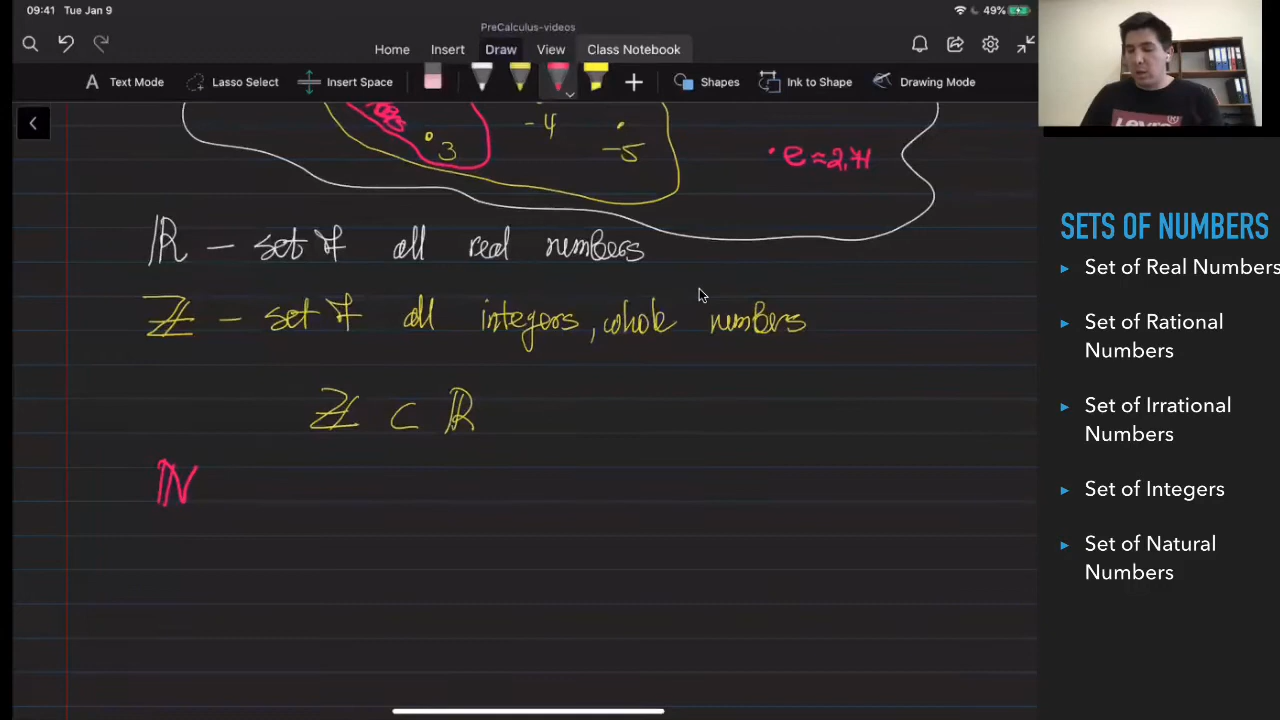 09:41 Tue Jan 9
49%
PreCalculus-videos
Home Insert Draw View Class Notebook
A Text Mode Lasso Select Insert Space Shapes Ink to Shape Drawing Mode
-4
3
-5
e≈2,71
ℝ - set of all real numbers
ℤ - set of all integers, whole numbers
ℤ ⊂ ℝ
ℕ
Levi's®
SETS OF NUMBERS
Set of Real Numbers
Set of Rational
Numbers
Set of Irrational
Numbers
Set of Integers
Set of Natural
Numbers